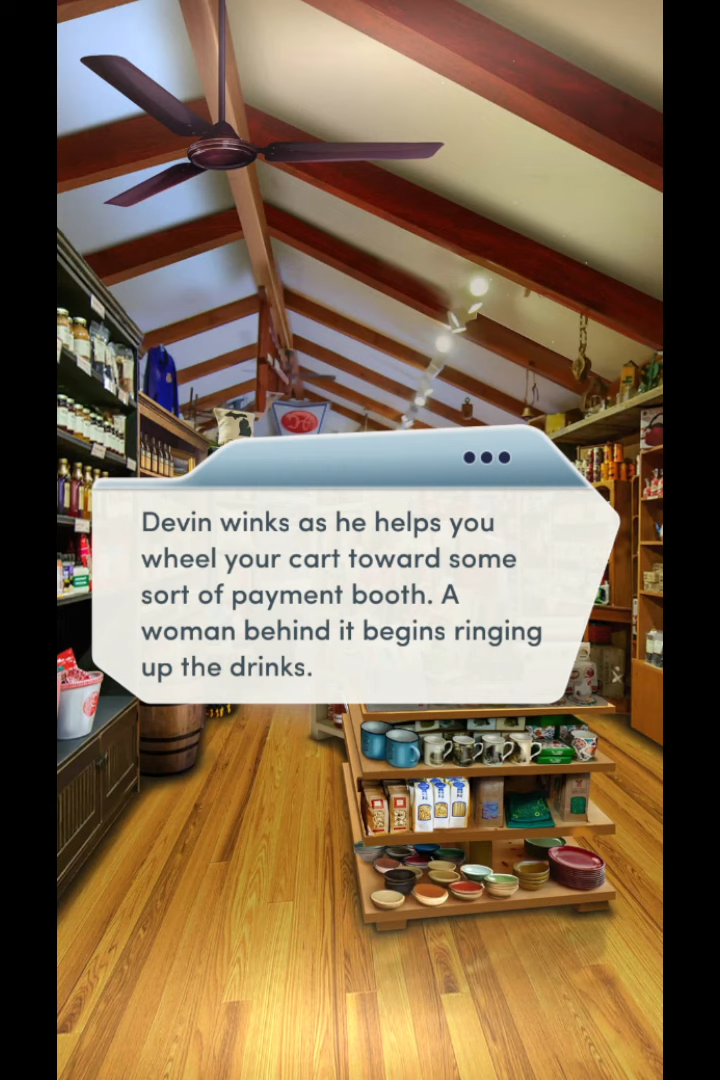 Devin winks as he helps you
wheel your cart toward some
sort of payment booth. A
woman behind it begins ringing
up the drinks.